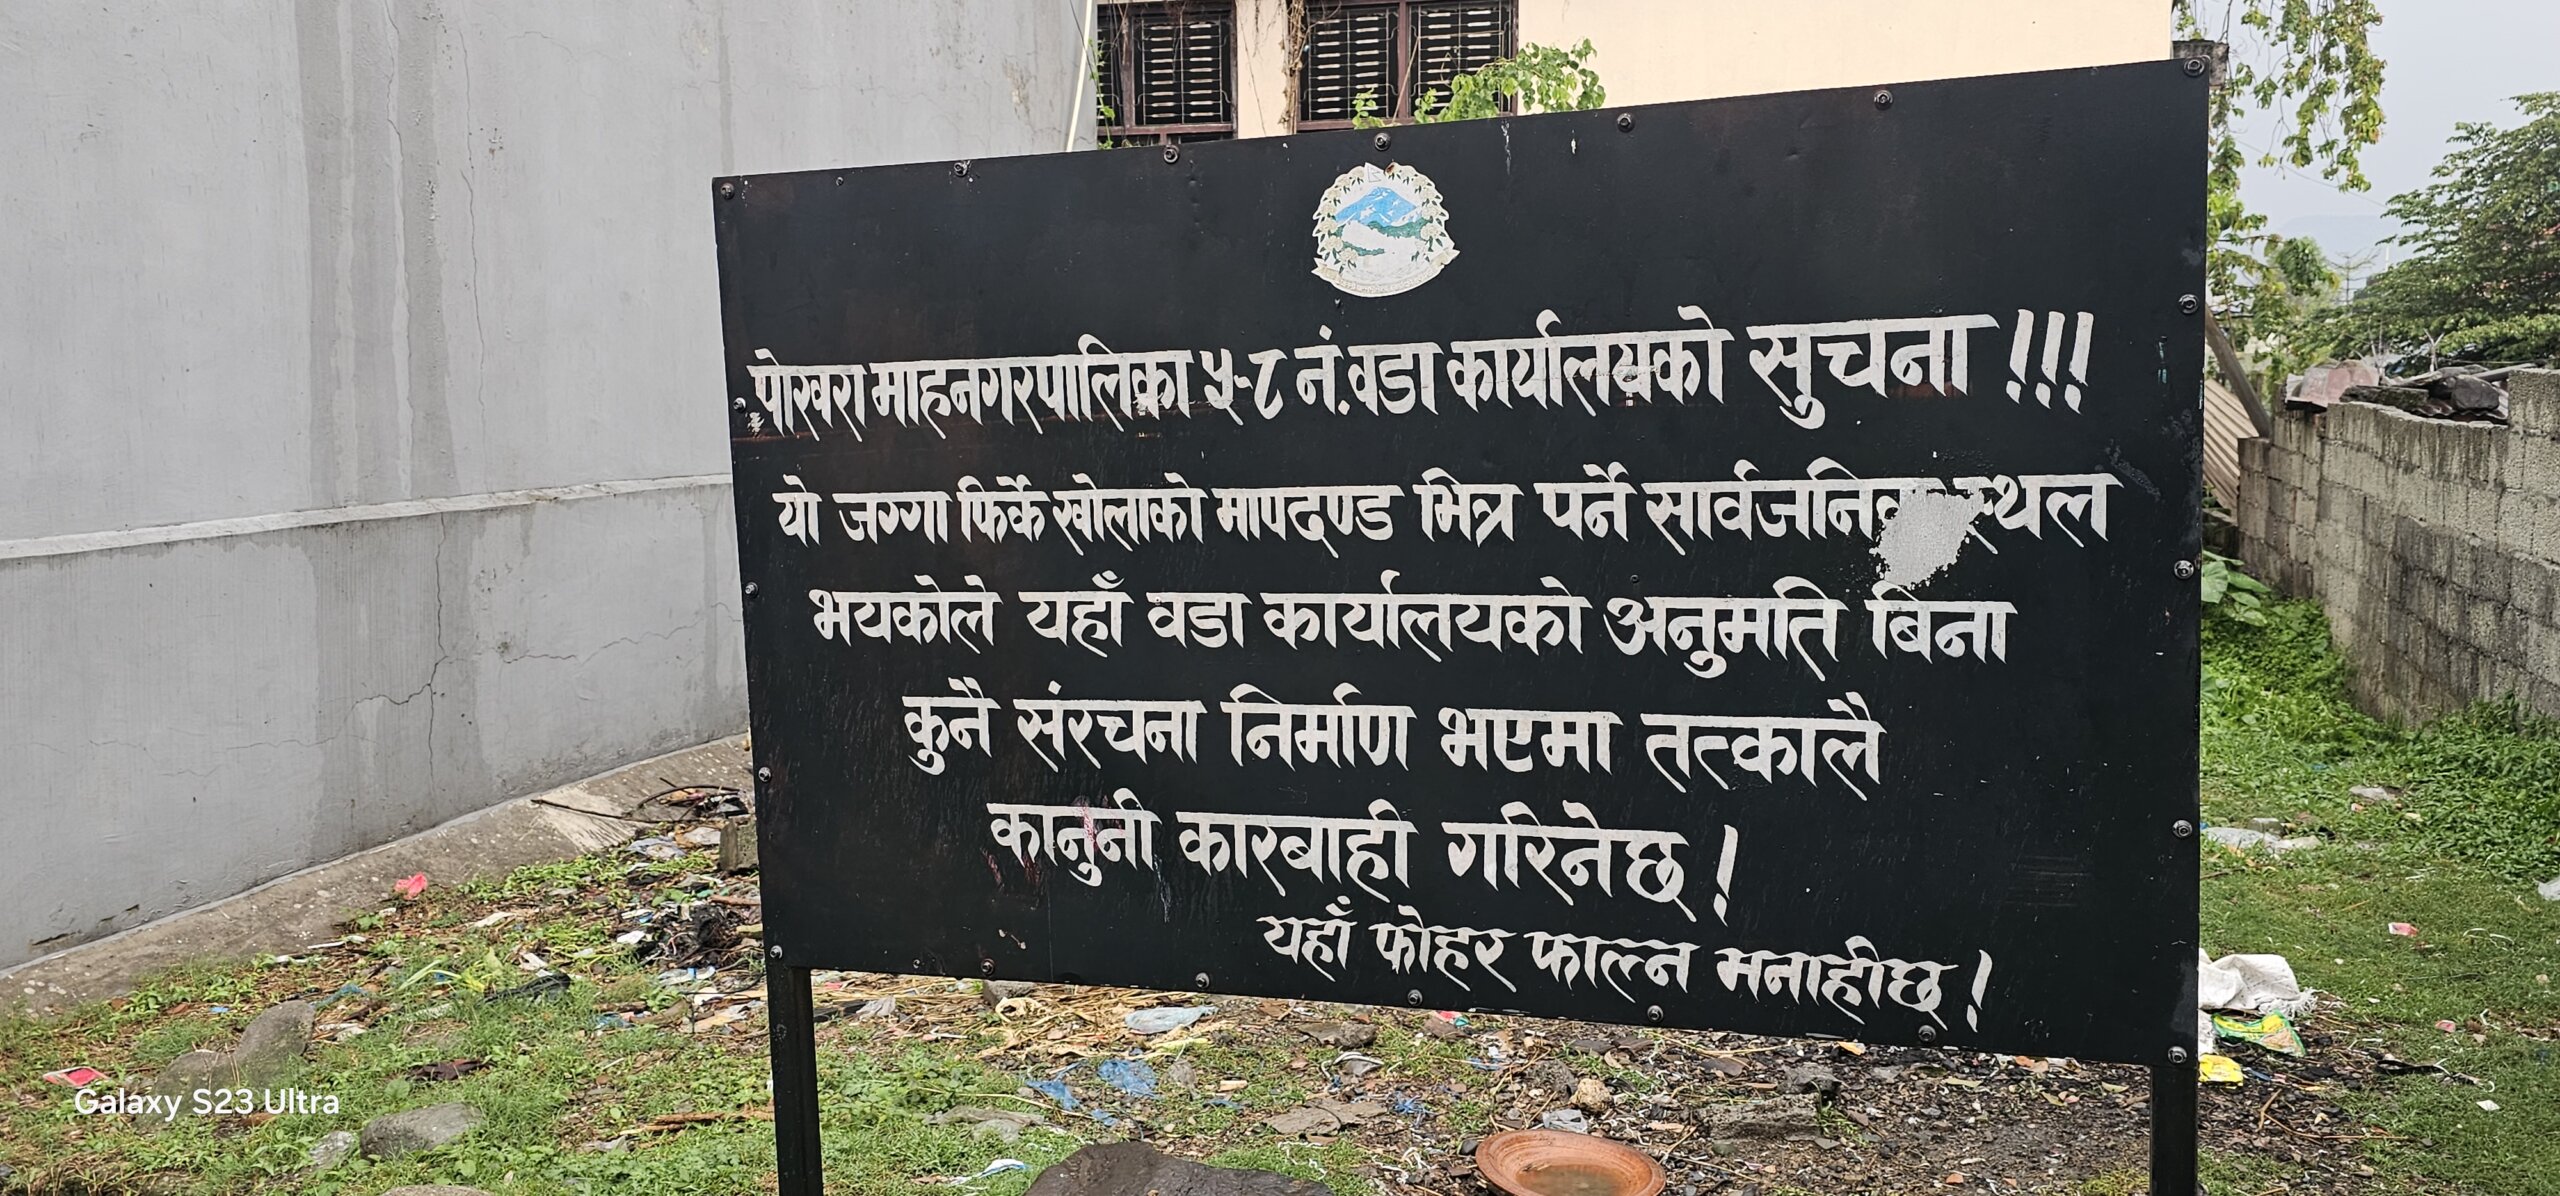 पोखरा माहनगरपालिका ५-८ नं.वडा कार्यालयको सुचना !!!
यो जग्गा फिर्के खोलाको मापदण्ड भित्र पर्ने सार्वजनिक स्थल
भयकोले यहाँ वडा कार्यालयको अनुमति बिना
कुनै संरचना निर्माण भएमा तत्कालै
कानुनी कारबाही गरिनेछ !
यहाँ फोहर फाल्न मनाहीछ !
Galaxy S23 Ultra